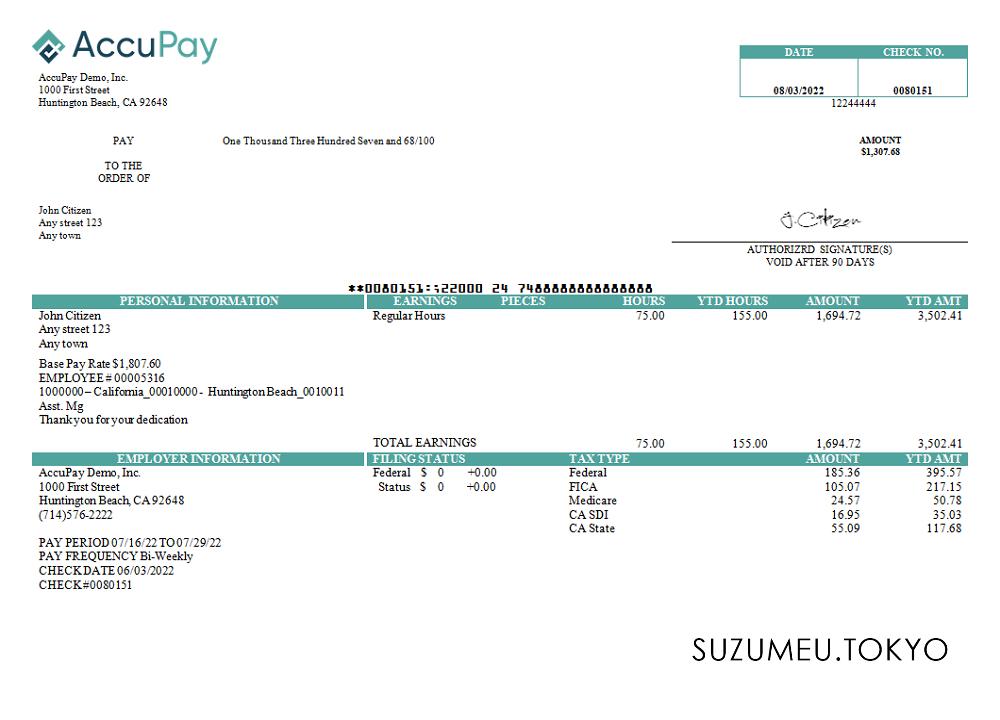 AccuPay
AccuPay Demo, Inc.
1000 First Street
Huntington Beach, CA 92648
DATE CHECK NO.
08/03/2022 0080151
12244444
PAY One Thousand Three Hundred Seven and 68/100
AMOUNT
$1,307.68
TO THE
ORDER OF
John Citizen
Any street 123
Any town
J. Citizen
AUTHORIZRD SIGNATURE(S)
VOID AFTER 90 DAYS
**0080151:;22000 24 7488888888888888
PERSONAL INFORMATION EARNINGS PIECES HOURS YTD HOURS AMOUNT YTD AMT
John Citizen Regular Hours 75.00 155.00 1,694.72 3,502.41
Any street 123
Any town
Base Pay Rate $1,807.60
EMPLOYEE # 00005316
1000000 – California_00010000 - Huntington Beach_0010011
Asst. Mg
Thank you for your dedication
TOTAL EARNINGS 75.00 155.00 1,694.72 3,502.41
EMPLOYER INFORMATION FILING STATUS TAX TYPE AMOUNT YTD AMT
AccuPay Demo, Inc. Federal $ 0 +0.00 Federal 185.36 395.57
1000 First Street Status $ 0 +0.00 FICA 105.07 217.15
Huntington Beach, CA 92648 Medicare 24.57 50.78
(714)576-2222 CA SDI 16.95 35.03
CA State 55.09 117.68
PAY PERIOD 07/16/22 TO 07/29/22
PAY FREQUENCY Bi-Weekly
CHECK DATE 06/03/2022
CHECK #0080151
SUZUMEU.TOKYO